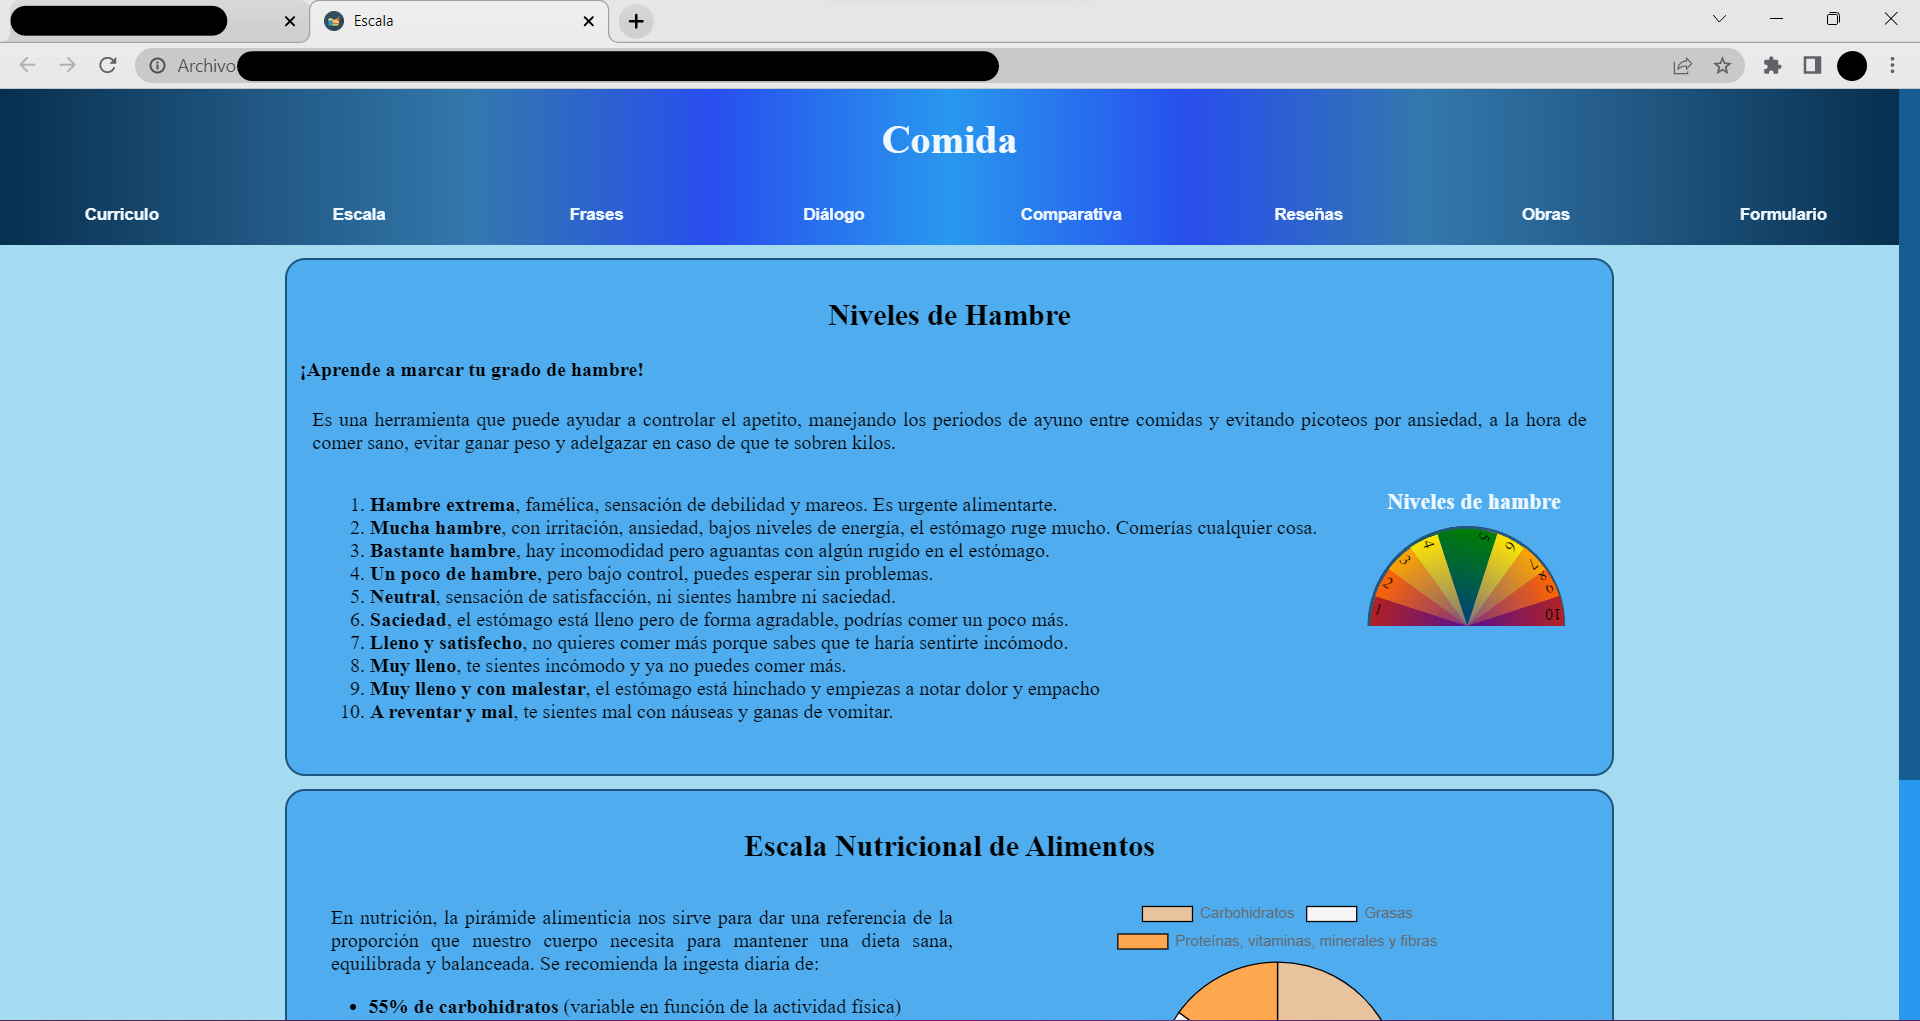 Escala
Archivo
Comida
Curriculo Escala Frases Diálogo Comparativa Reseñas Obras Formulario
Niveles de Hambre
¡Aprende a marcar tu grado de hambre!
Es una herramienta que puede ayudar a controlar el apetito, manejando los periodos de ayuno entre comidas y evitando picoteos por ansiedad, a la hora de
comer sano, evitar ganar peso y adelgazar en caso de que te sobren kilos.
1. Hambre extrema, famélica, sensación de debilidad y mareos. Es urgente alimentarte.
2. Mucha hambre, con irritación, ansiedad, bajos niveles de energía, el estómago ruge mucho. Comerías cualquier cosa.
3. Bastante hambre, hay incomodidad pero aguantas con algún rugido en el estómago.
4. Un poco de hambre, pero bajo control, puedes esperar sin problemas.
5. Neutral, sensación de satisfacción, ni sientes hambre ni saciedad.
6. Saciedad, el estómago está lleno pero de forma agradable, podrías comer un poco más.
7. Lleno y satisfecho, no quieres comer más porque sabes que te haría sentirte incómodo.
8. Muy lleno, te sientes incómodo y ya no puedes comer más.
9. Muy lleno y con malestar, el estómago está hinchado y empiezas a notar dolor y empacho
10. A reventar y mal, te sientes mal con náuseas y ganas de vomitar.
Niveles de hambre
1 2 3 4 5 6 7 8 9 10
Escala Nutricional de Alimentos
En nutrición, la pirámide alimenticia nos sirve para dar una referencia de la
proporción que nuestro cuerpo necesita para mantener una dieta sana,
equilibrada y balanceada. Se recomienda la ingesta diaria de:
• 55% de carbohidratos (variable en función de la actividad física)
Carbohidratos Grasas
Proteínas, vitaminas, minerales y fibras